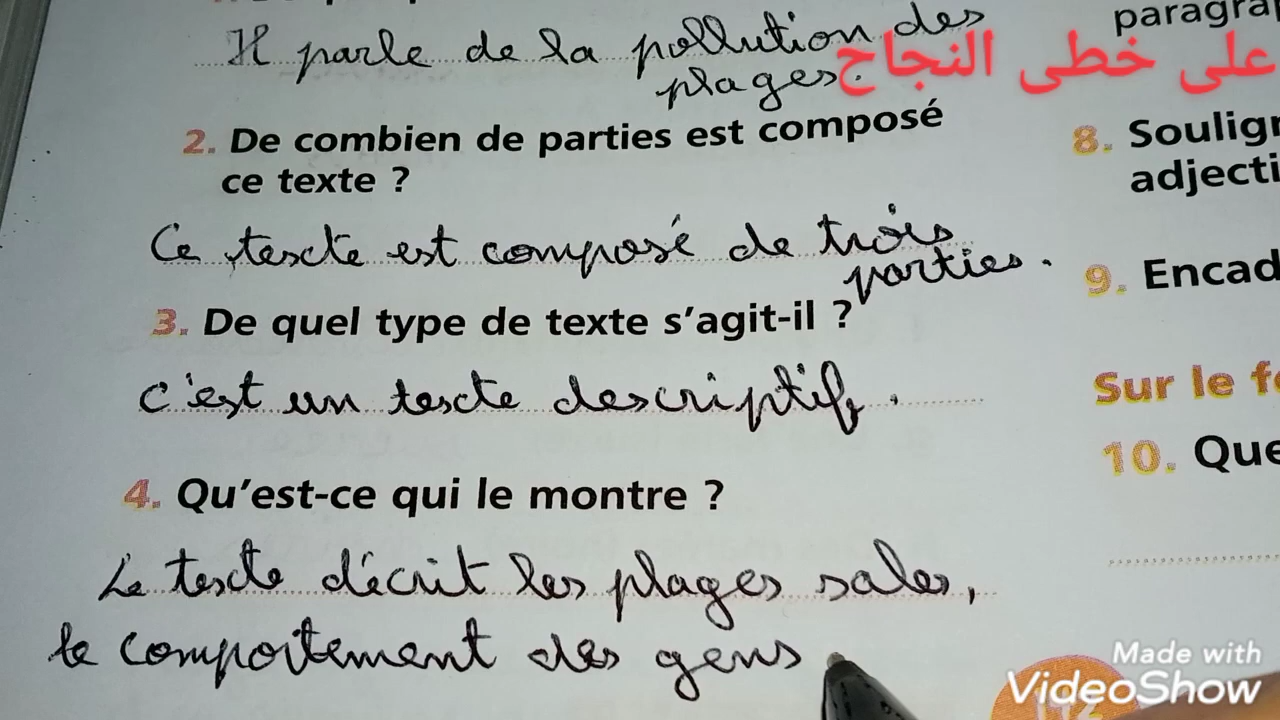 Il parle de la pollution des
plages.
على خطى النجاح
2. De combien de parties est composé
ce texte ?
Ce texte est composé de trois
parties.
3. De quel type de texte s'agit-il ?
c'est un texte descriptif.
4. Qu'est-ce qui le montre ?
Le texte décrit les plages sales,
le comportement des gens
paragra
8. Soulign
adjecti
9. Encad
Sur le fo
10. Que
Made with
VideoShow